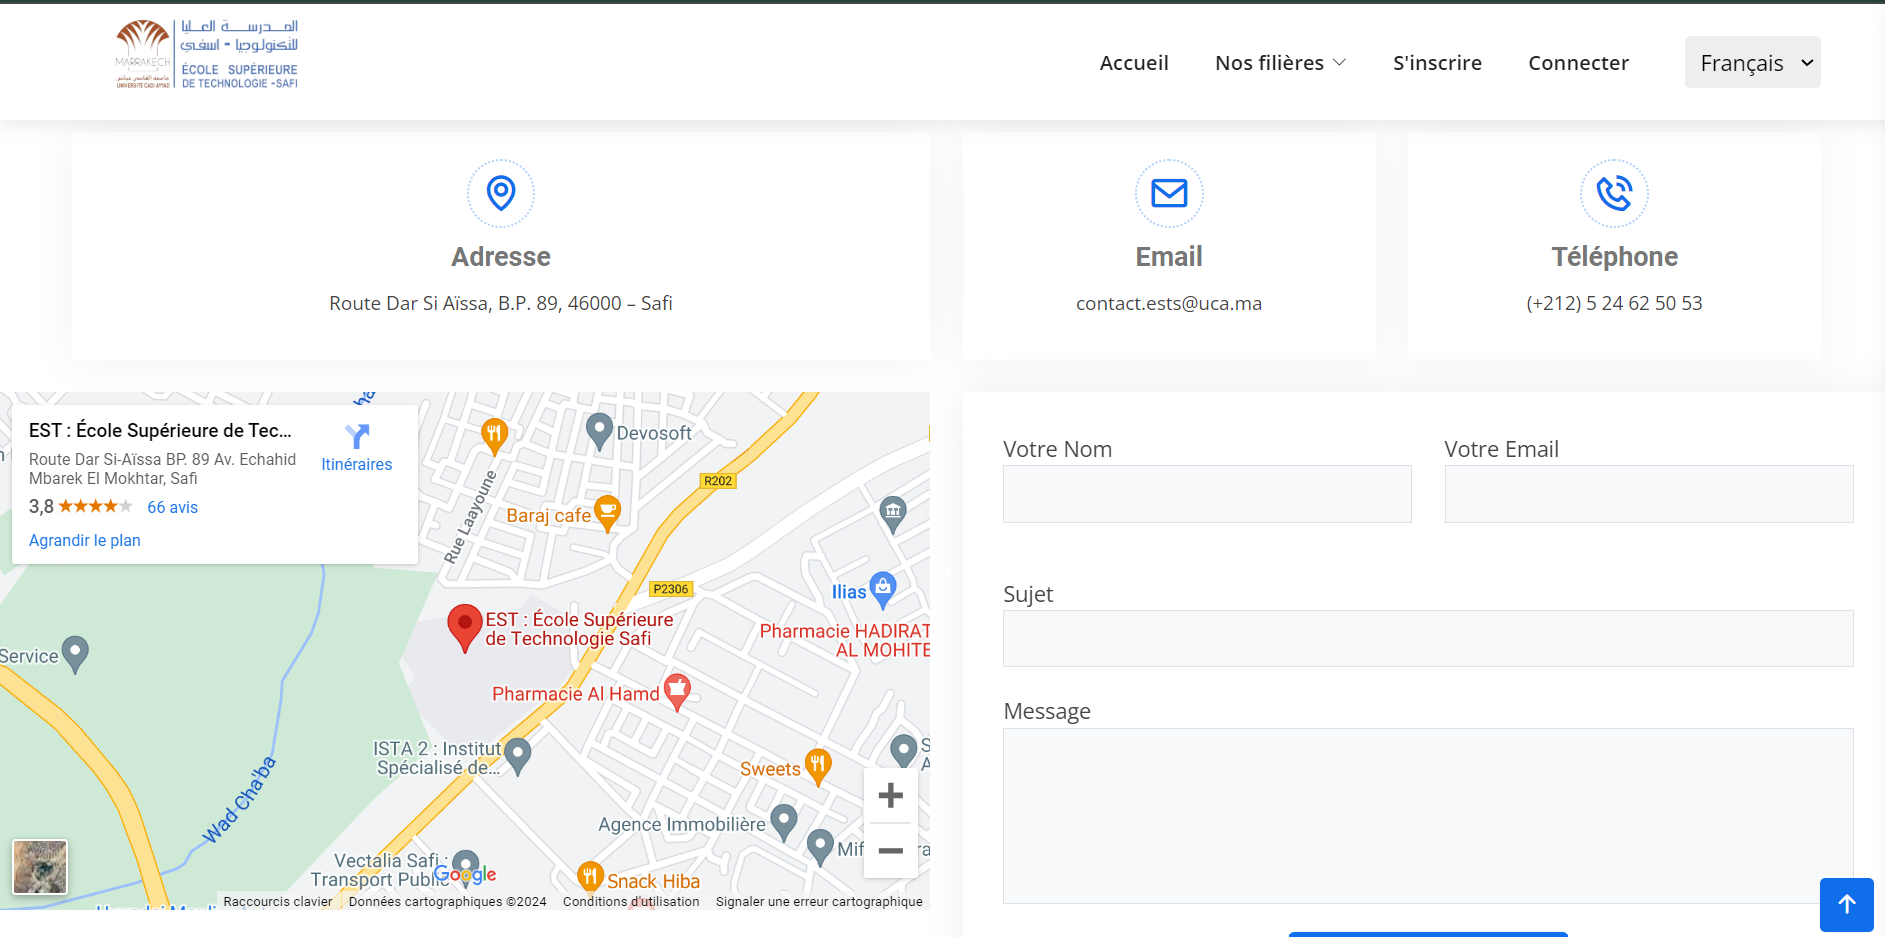 المدرسة العليا
للتكنولوجيا - اسفي
MARRAKECH
ÉCOLE SUPÉRIEURE
DE TECHNOLOGIE -SAFI
UNIVERSITÉ CADI AYYAD
Accueil
Nos filières
S'inscrire
Connecter
Français
Adresse
Route Dar Si Aïssa, B.P. 89, 46000 – Safi
Email
contact.ests@uca.ma
Téléphone
(+212) 5 24 62 50 53
EST : École Supérieure de Tec...
Route Dar Si-Aïssa BP. 89 Av. Echahid
Mbarek El Mokhtar, Safi
3,8
66 avis
Agrandir le plan
Itinéraires
Devosoft
R202
Rue Laayoune
Baraj cafe
P2306
Ilias
EST : École Supérieure
de Technologie Safi
Pharmacie HADIRAT
AL MOHITE
Service
Pharmacie Al Hamd
ISTA 2 : Institut
Spécialisé de...
Sweets
Wad Cha'ba
Agence Immobilière
Mif
Vectalia Safi :
Transport Public
Google
Snack Hiba
Raccourcis clavier
Données cartographiques ©2024
Conditions d'utilisation
Signaler une erreur cartographique
Votre Nom
Votre Email
Sujet
Message